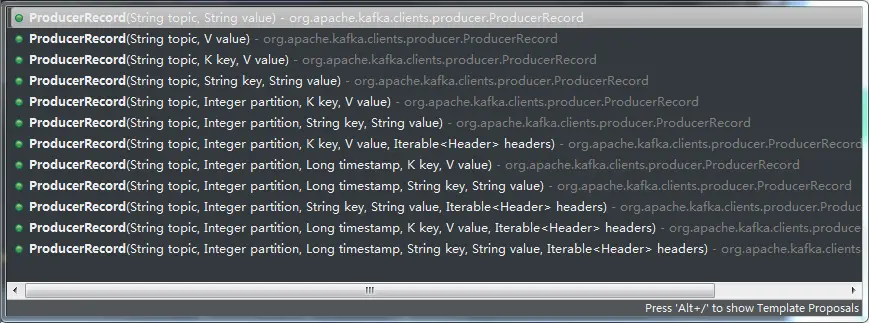 ProducerRecord(String topic, String value) - org.apache.kafka.clients.producer.ProducerRecord
ProducerRecord(String topic, V value) - org.apache.kafka.clients.producer.ProducerRecord
ProducerRecord(String topic, K key, V value) - org.apache.kafka.clients.producer.ProducerRecord
ProducerRecord(String topic, String key, String value) - org.apache.kafka.clients.producer.ProducerRecord
ProducerRecord(String topic, Integer partition, K key, V value) - org.apache.kafka.clients.producer.ProducerRecord
ProducerRecord(String topic, Integer partition, String key, String value) - org.apache.kafka.clients.producer.ProducerRecord
ProducerRecord(String topic, Integer partition, K key, V value, Iterable<Header> headers) - org.apache.kafka.clients.producer.ProducerRecord
ProducerRecord(String topic, Integer partition, Long timestamp, K key, V value) - org.apache.kafka.clients.producer.ProducerRecord
ProducerRecord(String topic, Integer partition, Long timestamp, String key, String value) - org.apache.kafka.clients.producer.ProducerRecord
ProducerRecord(String topic, Integer partition, String key, String value, Iterable<Header> headers) - org.apache.kafka.clients.producer.ProducerRecord
ProducerRecord(String topic, Integer partition, Long timestamp, K key, V value, Iterable<Header> headers) - org.apache.kafka.clients.produce
ProducerRecord(String topic, Integer partition, Long timestamp, String key, String value, Iterable<Header> headers) - org.apache.kafka.clients
Press 'Alt+/' to show Template Proposals